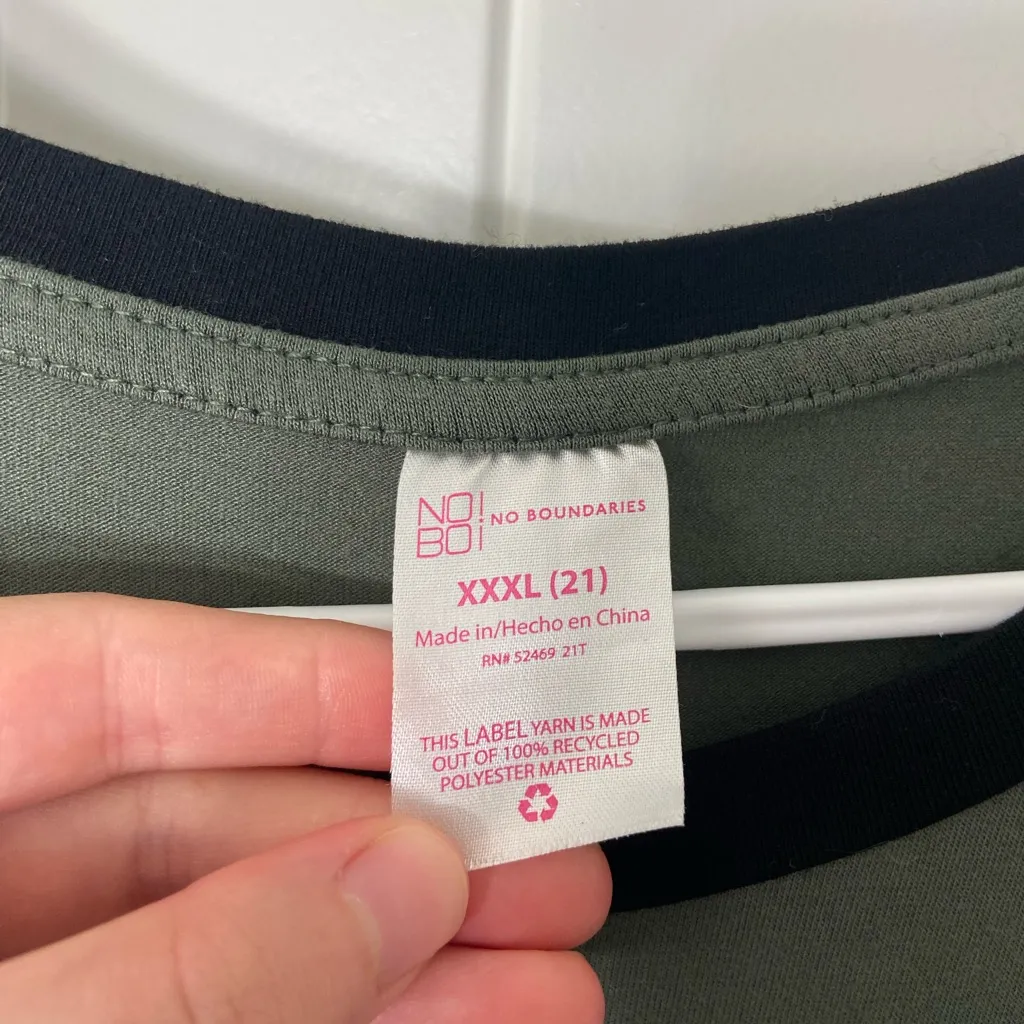 NO!
BO¡
NO BOUNDARIES
XXXL (21)
Made in/Hecho en China
RN# 52469 21T
THIS LABEL YARN IS MADE
OUT OF 100% RECYCLED
POLYESTER MATERIALS